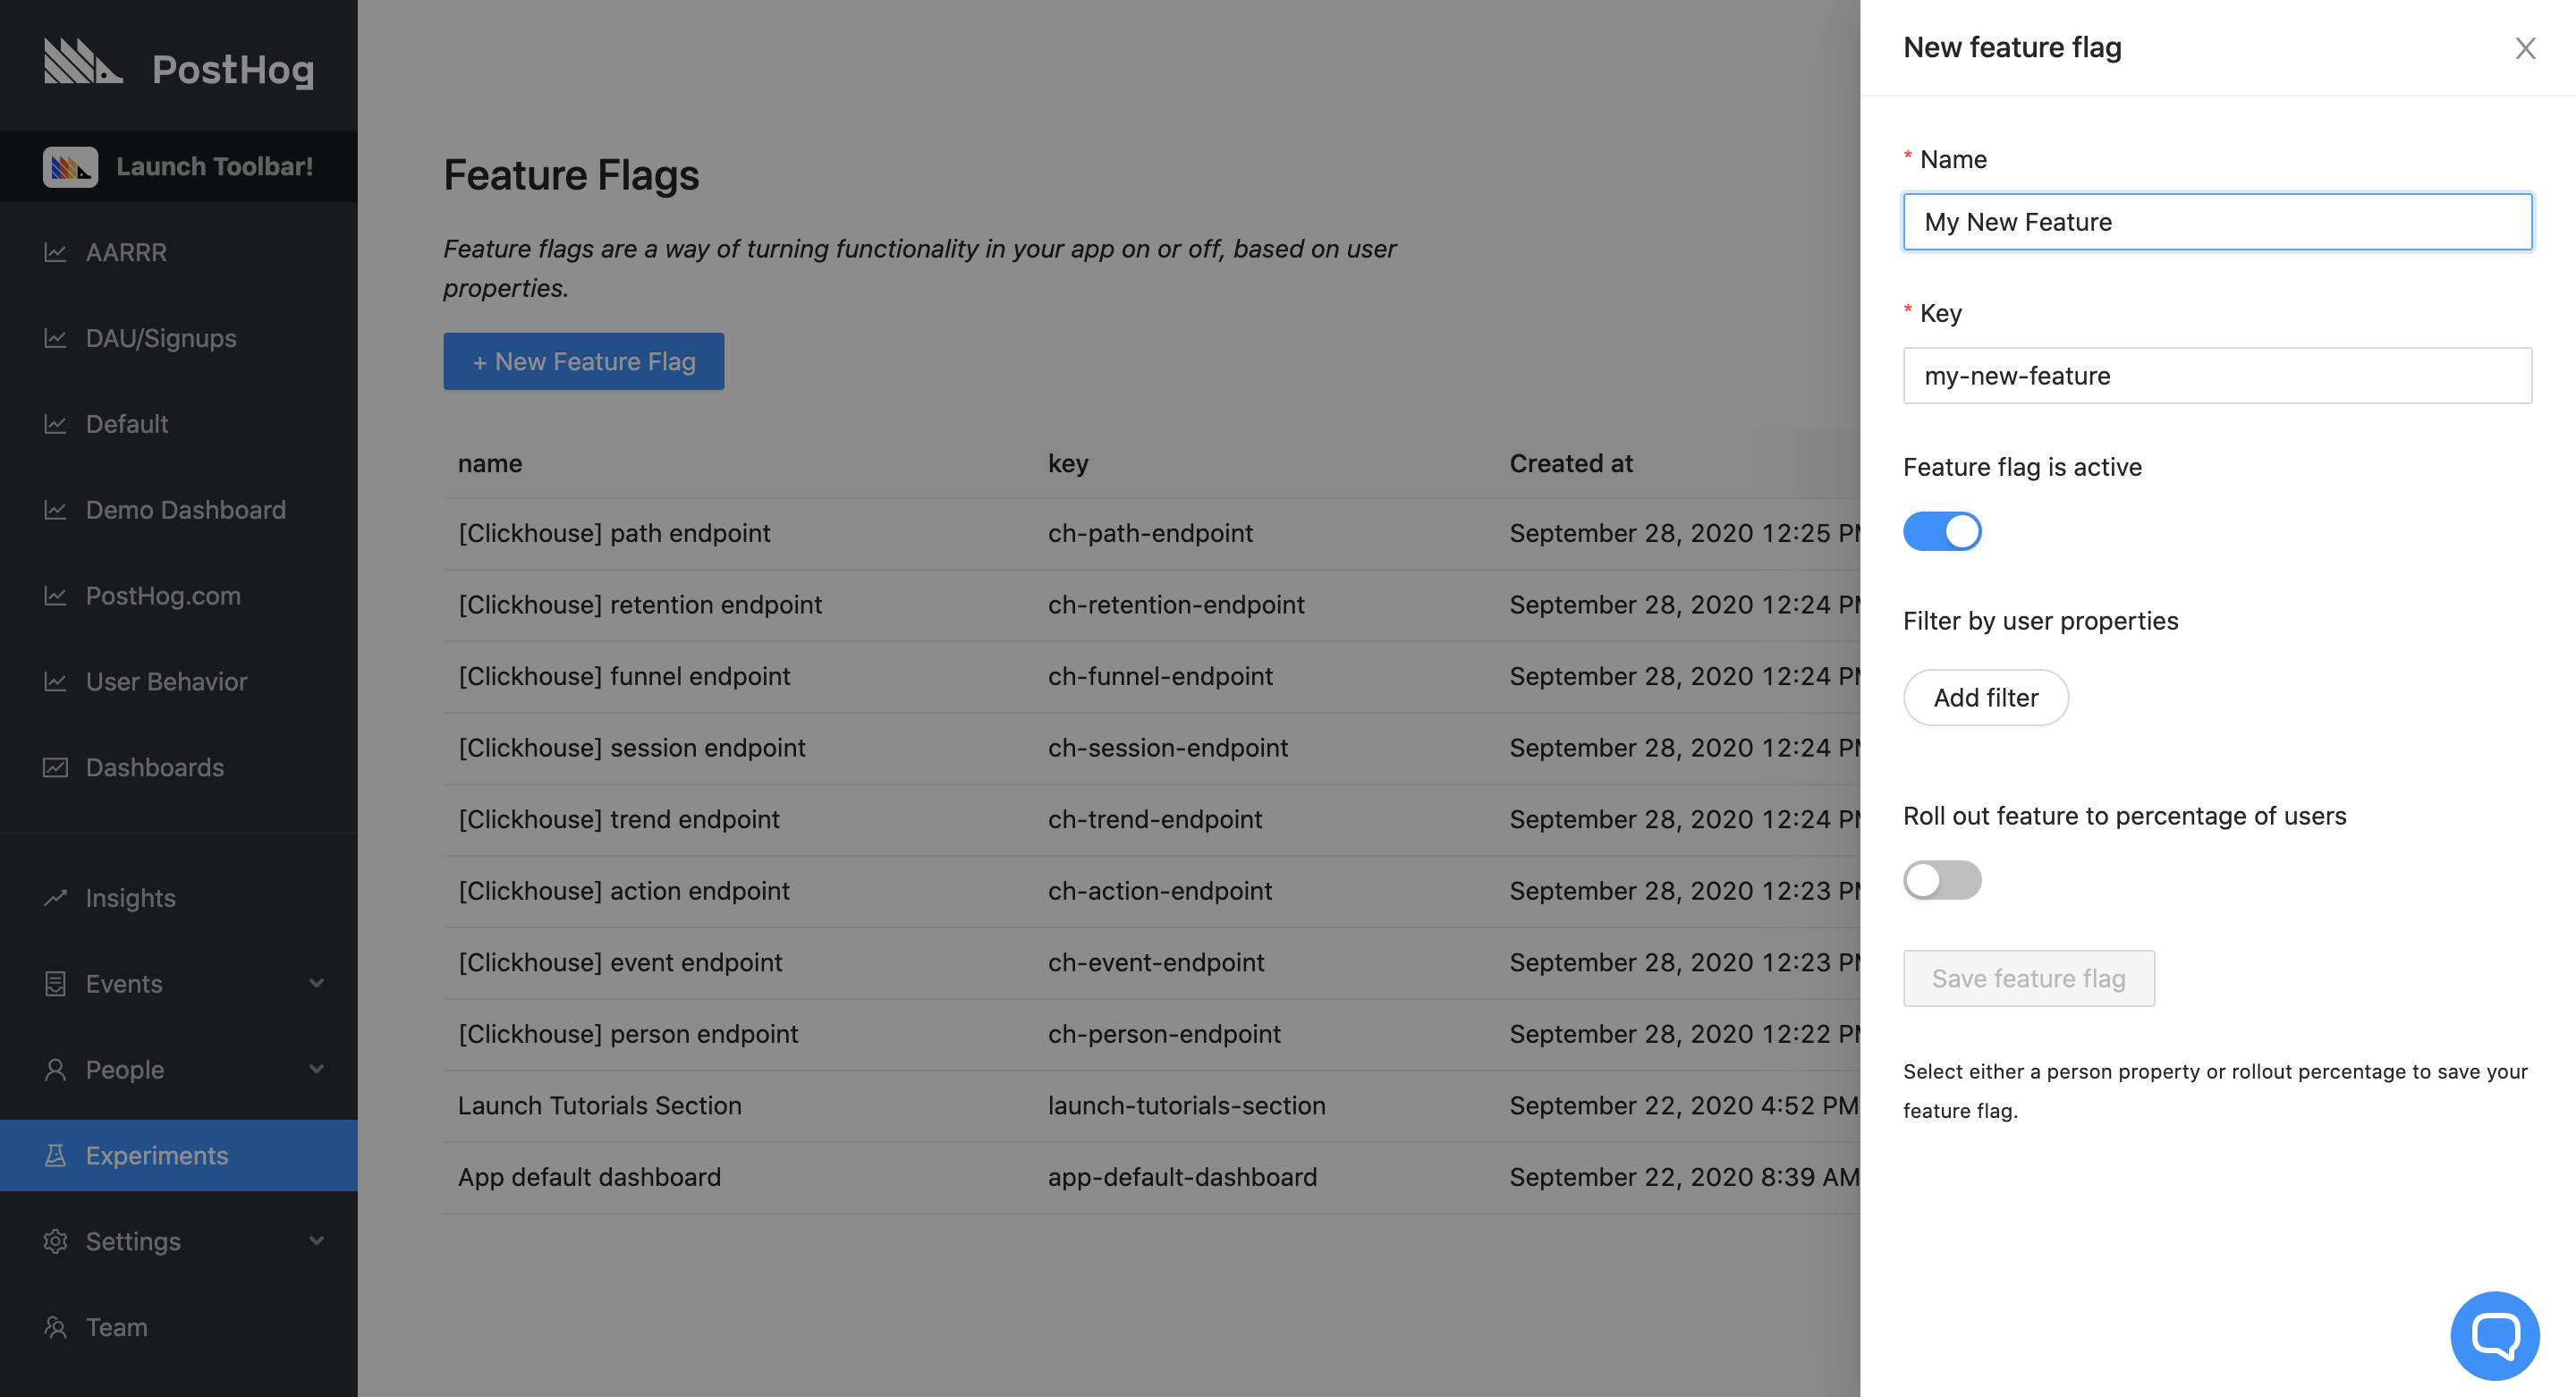 PostHog
Launch Toolbar!
AARRR
DAU/Signups
Default
Demo Dashboard
PostHog.com
User Behavior
Dashboards
Insights
Events
People
Experiments
Settings
Team
Feature Flags
Feature flags are a way of turning functionality in your app on or off, based on user
properties.
+ New Feature Flag
name key Created at
[Clickhouse] path endpoint ch-path-endpoint September 28, 2020 12:25 PM
[Clickhouse] retention endpoint ch-retention-endpoint September 28, 2020 12:24 PM
[Clickhouse] funnel endpoint ch-funnel-endpoint September 28, 2020 12:24 PM
[Clickhouse] session endpoint ch-session-endpoint September 28, 2020 12:24 PM
[Clickhouse] trend endpoint ch-trend-endpoint September 28, 2020 12:24 PM
[Clickhouse] action endpoint ch-action-endpoint September 28, 2020 12:23 PM
[Clickhouse] event endpoint ch-event-endpoint September 28, 2020 12:23 PM
[Clickhouse] person endpoint ch-person-endpoint September 28, 2020 12:22 PM
Launch Tutorials Section launch-tutorials-section September 22, 2020 4:52 PM
App default dashboard app-default-dashboard September 22, 2020 8:39 AM
New feature flag
* Name
My New Feature
* Key
my-new-feature
Feature flag is active
Filter by user properties
Add filter
Roll out feature to percentage of users
Save feature flag
Select either a person property or rollout percentage to save your
feature flag.